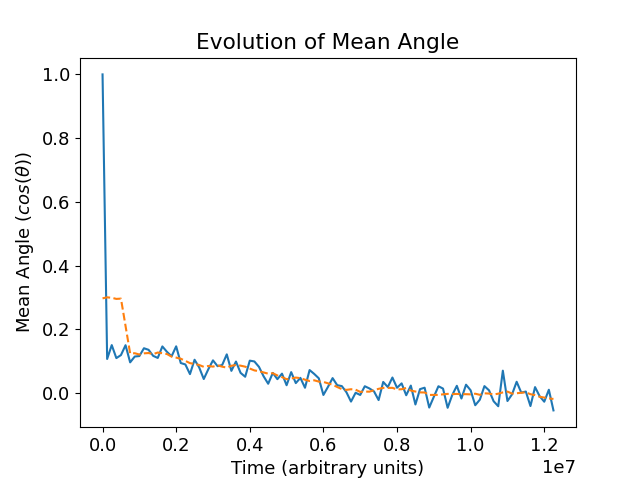 Evolution of Mean Angle
Mean Angle (cos(θ))
1.0
0.8
0.6
0.4
0.2
0.0
0.0 0.2 0.4 0.6 0.8 1.0 1.2
1e7
Time (arbitrary units)